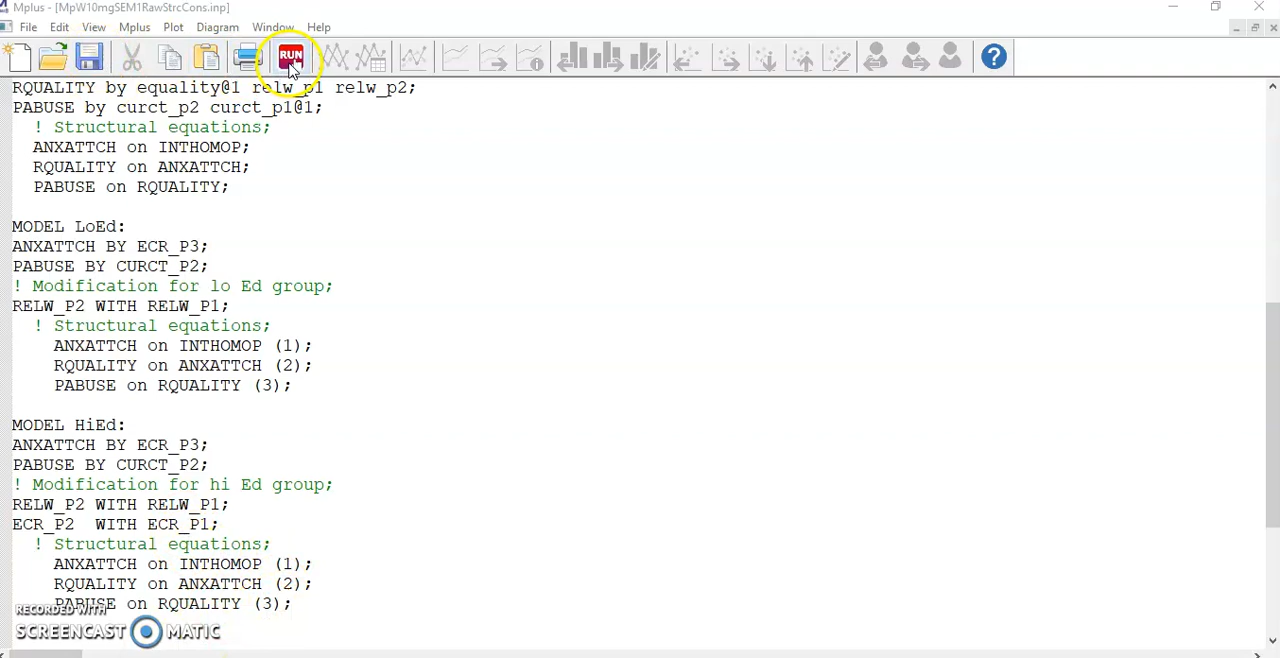 Mplus - [MpW10mgSEM1RawStrcCons.inp]
File Edit View Mplus Plot Diagram Window Help
RUN
RQUALITY by equality@1 relw_p1 relw_p2;
PABUSE by curct_p2 curct_p1@1;
! Structural equations;
ANXATTCH on INTHOMOP;
RQUALITY on ANXATTCH;
PABUSE on RQUALITY;
MODEL LoEd:
ANXATTCH BY ECR_P3;
PABUSE BY CURCT_P2;
! Modification for lo Ed group;
RELW_P2 WITH RELW_P1;
! Structural equations;
ANXATTCH on INTHOMOP (1);
RQUALITY on ANXATTCH (2);
PABUSE on RQUALITY (3);
MODEL HiEd:
ANXATTCH BY ECR_P3;
PABUSE BY CURCT_P2;
! Modification for hi Ed group;
RELW_P2 WITH RELW_P1;
ECR_P2  WITH ECR_P1;
! Structural equations;
ANXATTCH on INTHOMOP (1);
RQUALITY on ANXATTCH (2);
PABUSE on RQUALITY (3);
RECORDED WITH
SCREENCAST MATIC